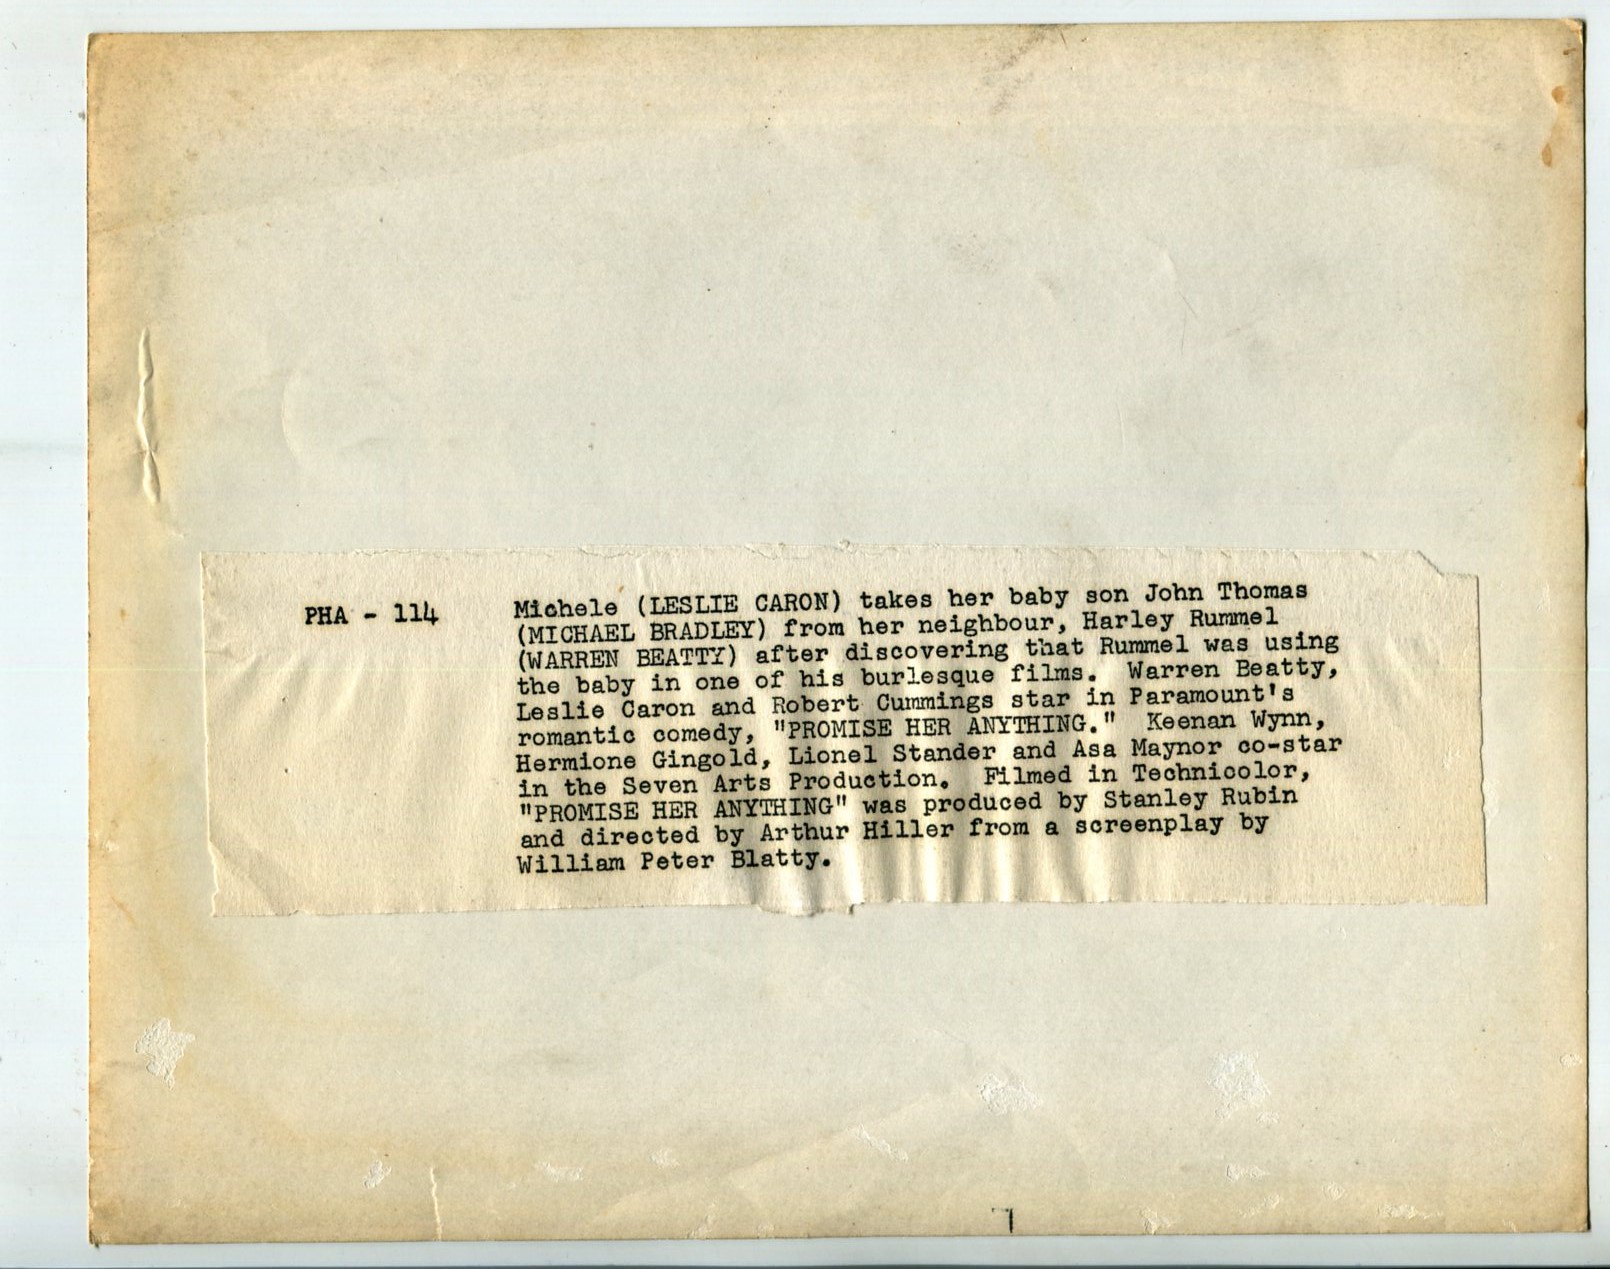 PHA - 114
Michele (LESLIE CARON) takes her baby son John Thomas
(MICHAEL BRADLEY) from her neighbour, Harley Rummel
(WARREN BEATTY) after discovering that Rummel was using
the baby in one of his burlesque films.  Warren Beatty,
Leslie Caron and Robert Cummings star in Paramount's
romantic comedy, "PROMISE HER ANYTHING."  Keenan Wynn,
Hermione Gingold, Lionel Stander and Asa Maynor co-star
in the Seven Arts Production.  Filmed in Technicolor,
"PROMISE HER ANYTHING" was produced by Stanley Rubin
and directed by Arthur Hiller from a screenplay by
William Peter Blatty.